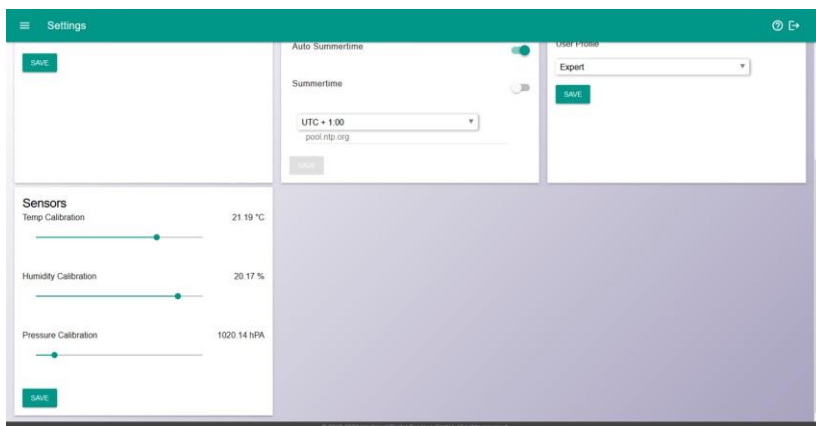 Settings
SAVE
Auto Summertime
Summertime
UTC + 1:00
pool.ntp.org
SAVE
User Profile
Expert
SAVE
Sensors
Temp Calibration 21.19 °C
Humidity Calibration 20.17 %
Pressure Calibration 1020.14 hPA
SAVE